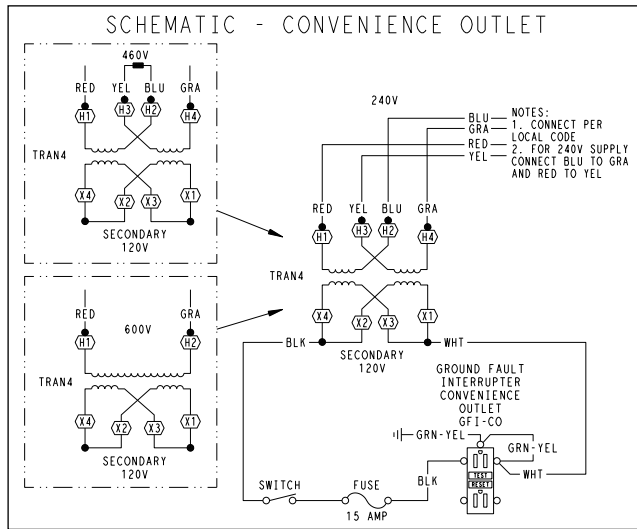 SCHEMATIC - CONVENIENCE OUTLET
460V
RED YEL BLU GRA
H1 H3 H2 H4
TRAN4
X4 X2 X3 X1
SECONDARY
120V
RED GRA
600V
H1 H2
TRAN4
X4 X2 X3 X1
SECONDARY
120V
240V
BLU
GRA
RED
YEL
NOTES:
1. CONNECT PER
LOCAL CODE
2. FOR 240V SUPPLY
CONNECT BLU TO GRA
AND RED TO YEL
RED YEL BLU GRA
H1 H3 H2 H4
TRAN4
X4 X2 X3 X1
BLK
SECONDARY
120V
WHT
GROUND FAULT
INTERRUPTER
CONVENIENCE
OUTLET
GFI-CO
GRN-YEL
GRN-YEL
WHT
TEST
RESET
BLK
SWITCH
FUSE
15 AMP